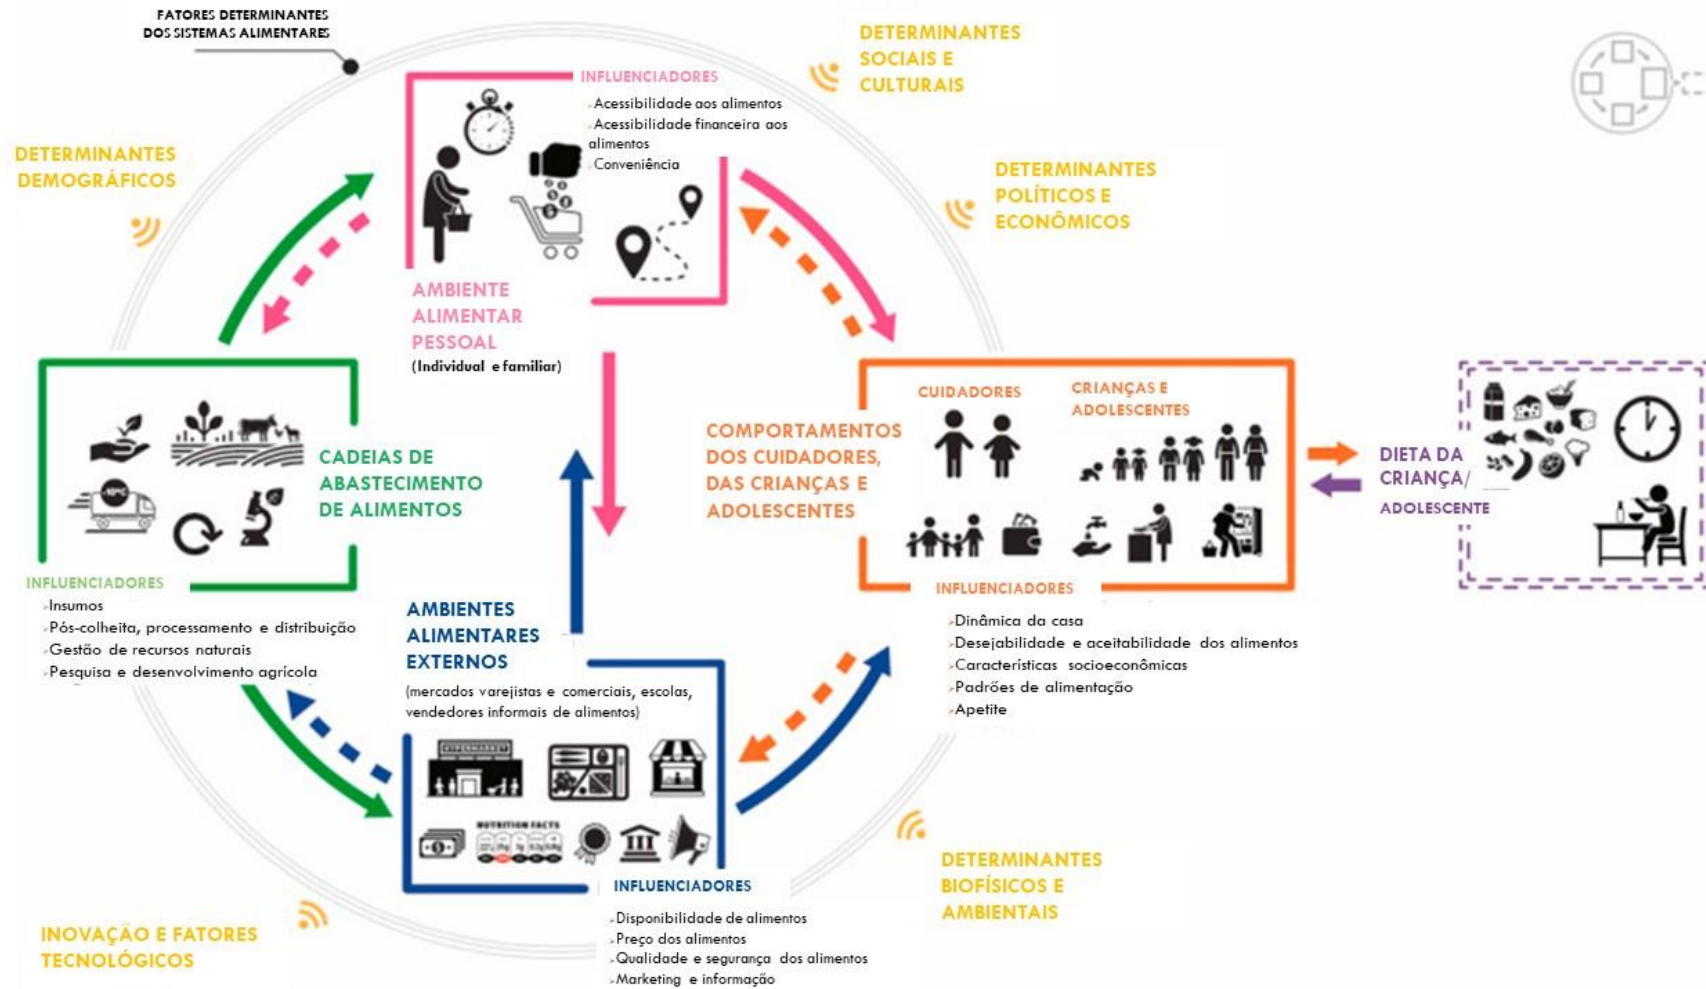 FATORES DETERMINANTES
DOS SISTEMAS ALIMENTARES
DETERMINANTES
SOCIAIS E
CULTURAIS
INFLUENCIADORES
Acessibilidade aos alimentos
Acessibilidade financeira aos
alimentos
Conveniência
DETERMINANTES
DEMOGRÁFICOS
DETERMINANTES
POLÍTICOS E
ECONÔMICOS
AMBIENTE
ALIMENTAR
PESSOAL
(Individual e familiar)
CADEIAS DE
ABASTECIMENTO
DE ALIMENTOS
INFLUENCIADORES
Insumos
Pós-colheita, processamento e distribuição
Gestão de recursos naturais
Pesquisa e desenvolvimento agrícola
COMPORTAMENTOS
DOS CUIDADORES,
DAS CRIANÇAS E
ADOLESCENTES
CUIDADORES
CRIANÇAS E
ADOLESCENTES
INFLUENCIADORES
Dinâmica da casa
Desejabilidade e aceitabilidade dos alimentos
Características socioeconômicas
Padrões de alimentação
Apetite
DIETA DA
CRIANÇA/
ADOLESCENTE
AMBIENTES
ALIMENTARES
EXTERNOS
(mercados varejistas e comerciais, escolas,
vendedores informais de alimentos)
NUTRITION FACTS
INFLUENCIADORES
Disponibilidade de alimentos
Preço dos alimentos
Qualidade e segurança dos alimentos
Marketing e informação
DETERMINANTES
BIOFÍSICOS E
AMBIENTAIS
INOVAÇÃO E FATORES
TECNOLÓGICOS